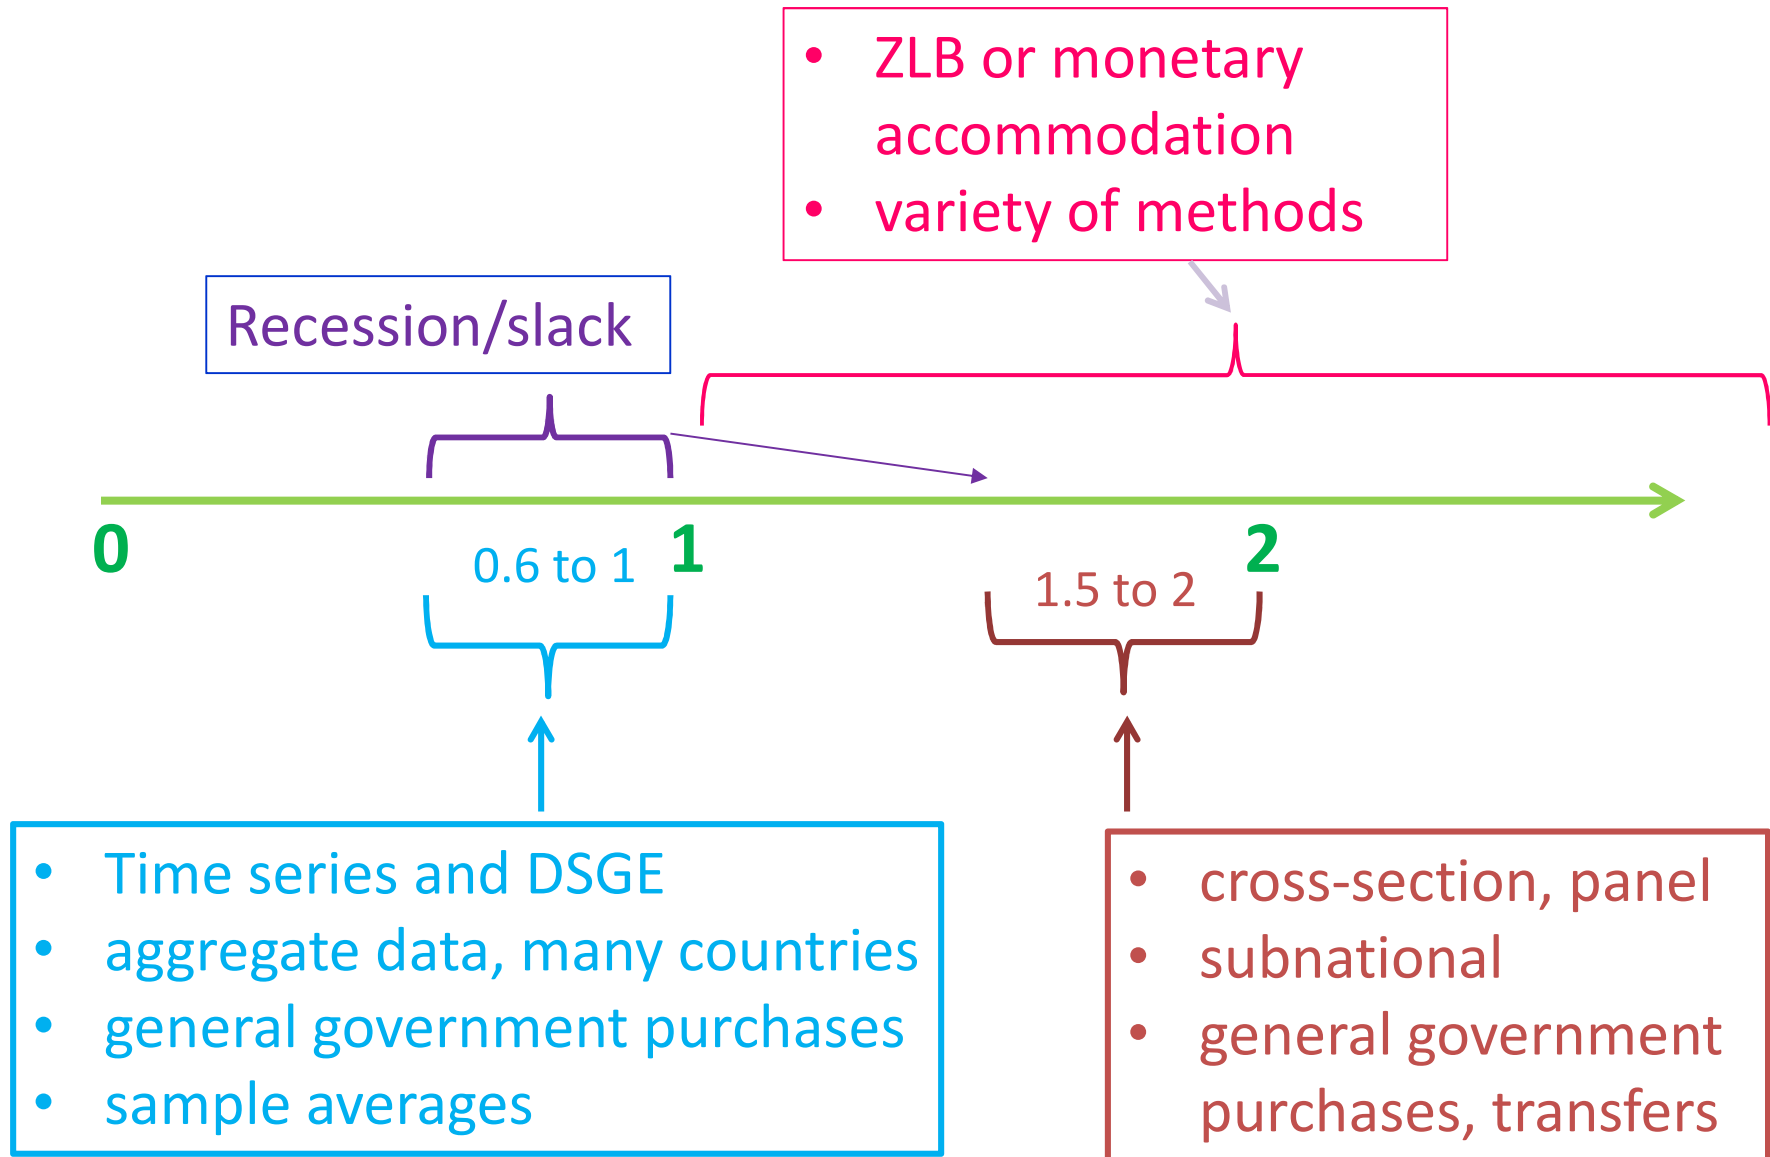 • ZLB or monetary
accommodation
• variety of methods
Recession/slack
0
1
2
0.6 to 1
1.5 to 2
• Time series and DSGE
• aggregate data, many countries
• general government purchases
• sample averages
• cross-section, panel
• subnational
• general government
purchases, transfers